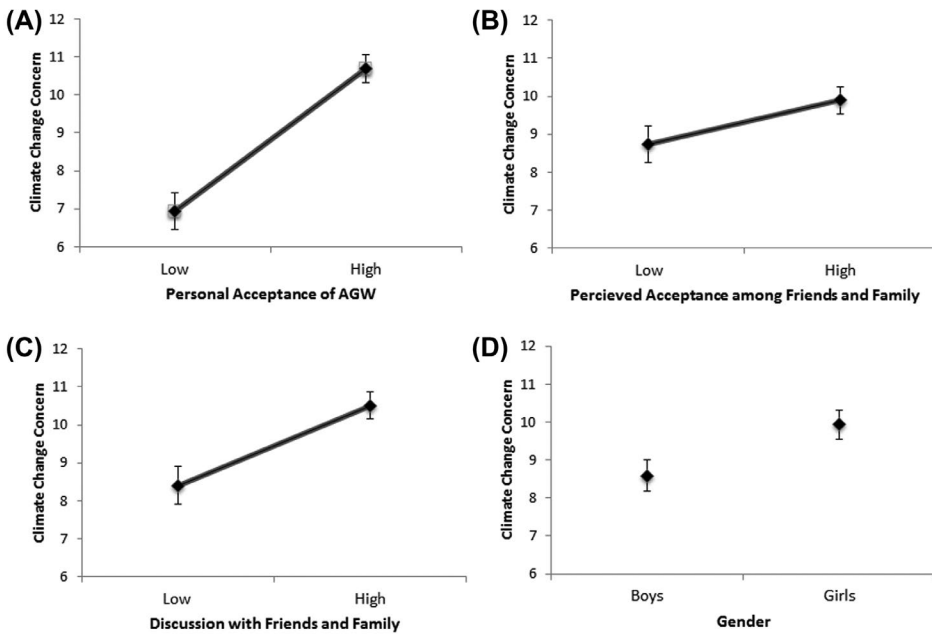 (A)
12
11
10
9
8
7
6
Climate Change Concern
Low High
Personal Acceptance of AGW
(B)
12
11
10
9
8
7
6
Climate Change Concern
Low High
Percieved Acceptance among Friends and Family
(C)
12
11
10
9
8
7
6
Climate Change Concern
Low High
Discussion with Friends and Family
(D)
12
11
10
9
8
7
6
Climate Change Concern
Boys Girls
Gender